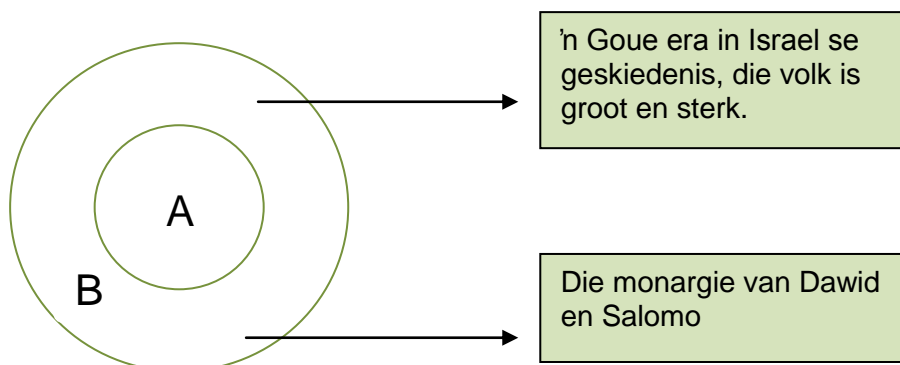 'n Goue era in Israel se
geskiedenis, die volk is
groot en sterk.
A
B
Die monargie van Dawid
en Salomo